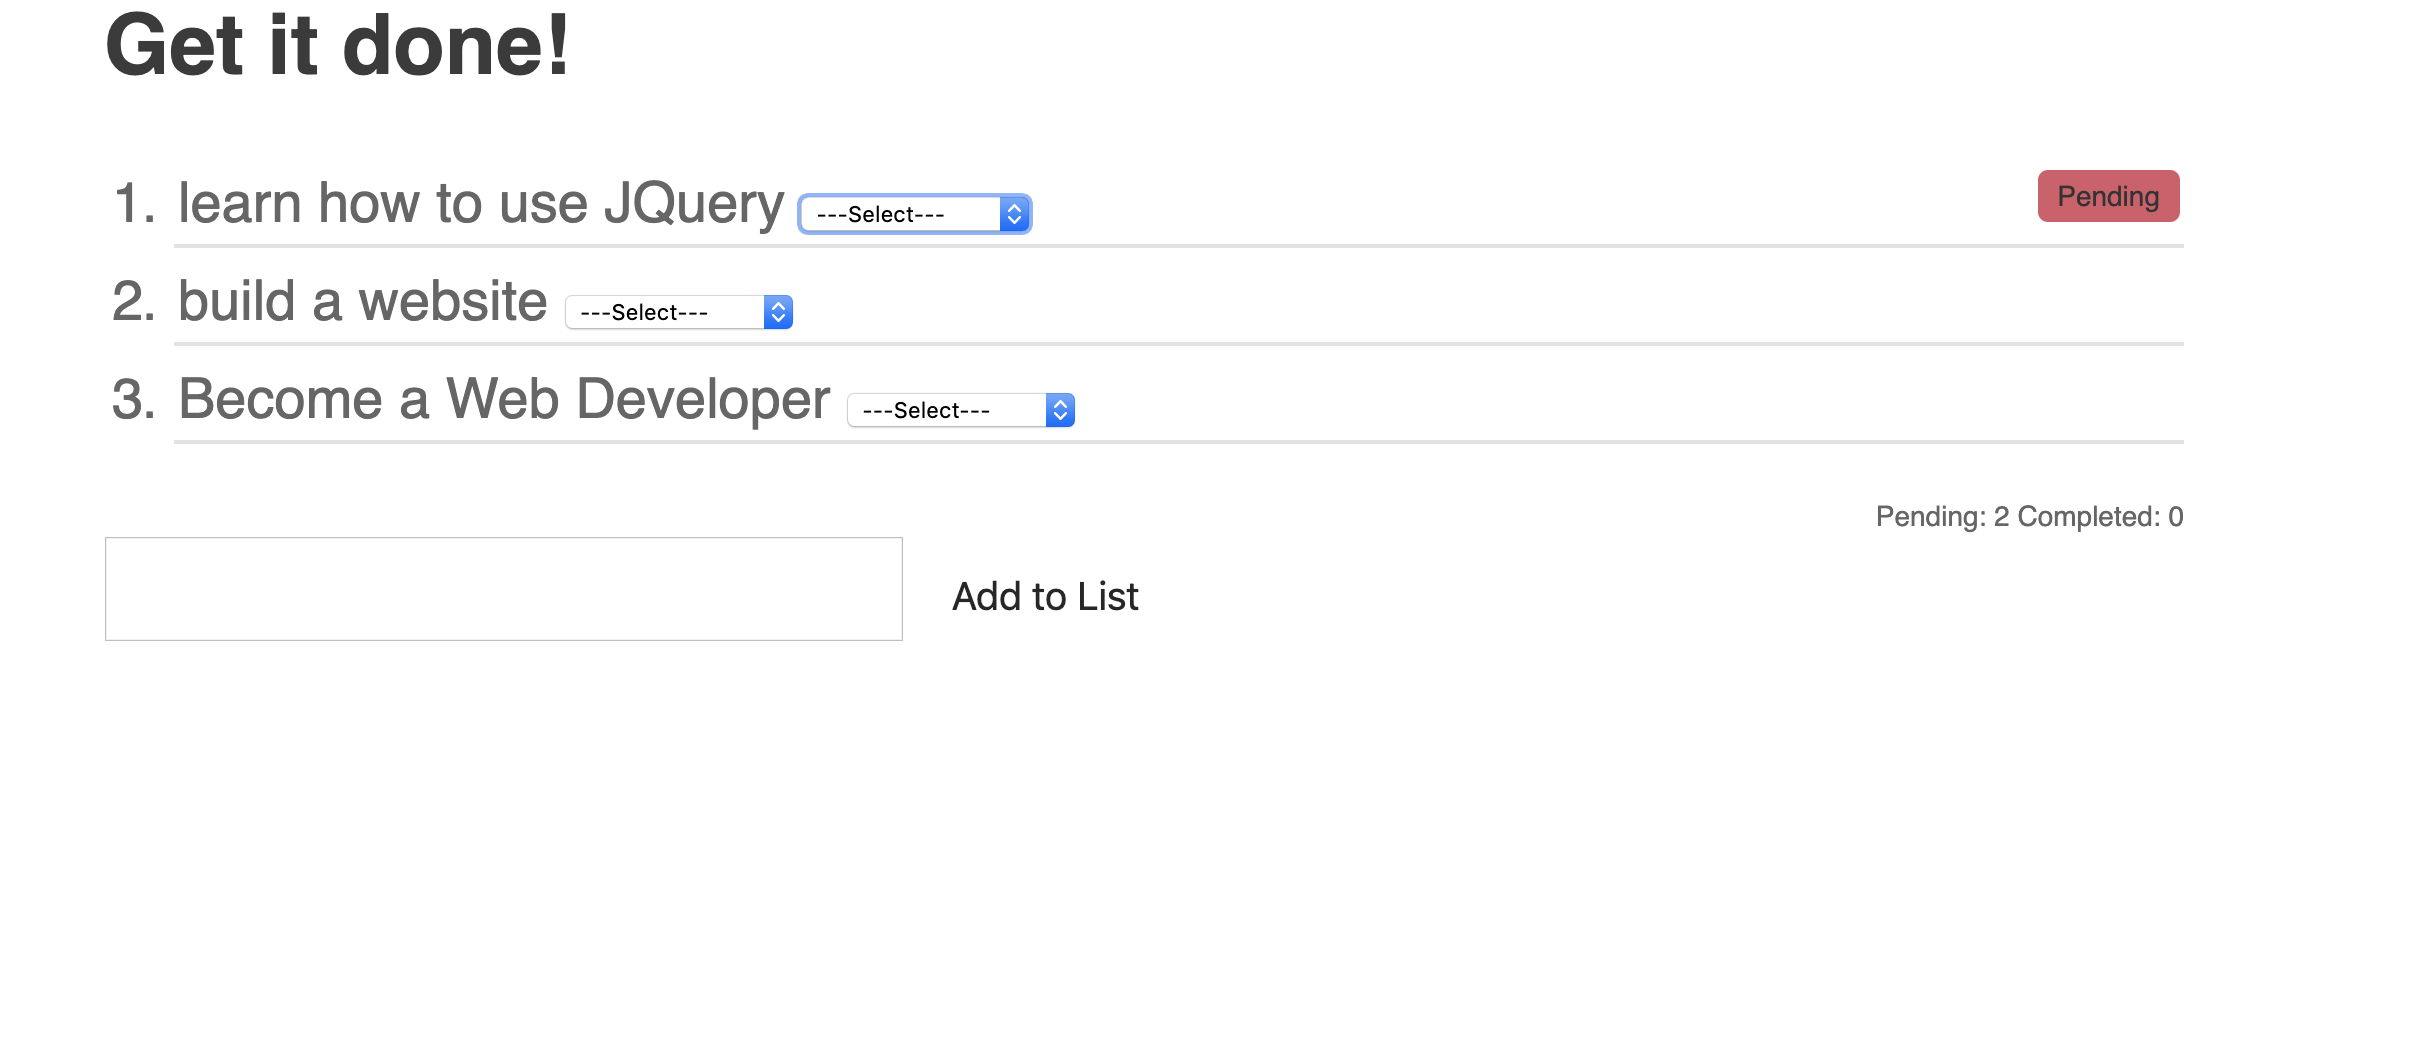 Get it done!
1. learn how to use JQuery ---Select--- Pending
2. build a website ---Select---
3. Become a Web Developer ---Select---
Pending: 2 Completed: 0
Add to List